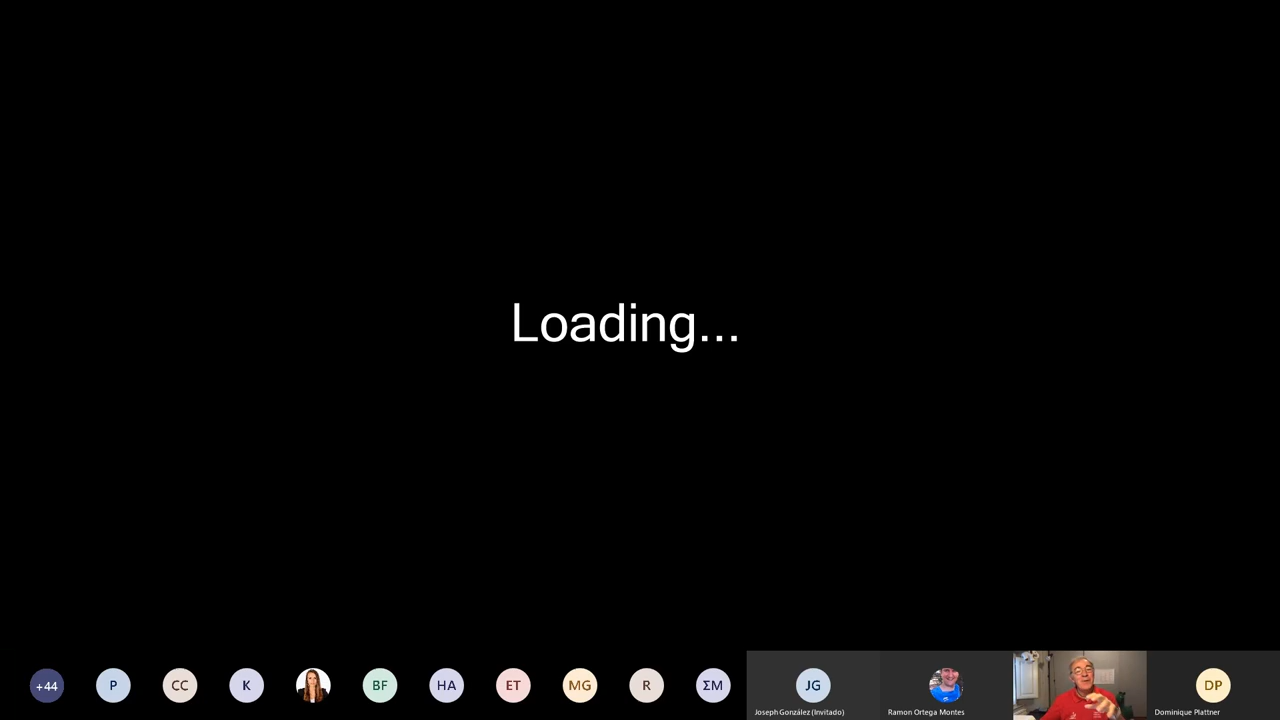 Loading...
+44
P
CC
K
BF
HA
ET
MG
R
ΣM
JG
DP
Joseph González (Invitado)
Ramon Ortega Montes
Dominique Plattner